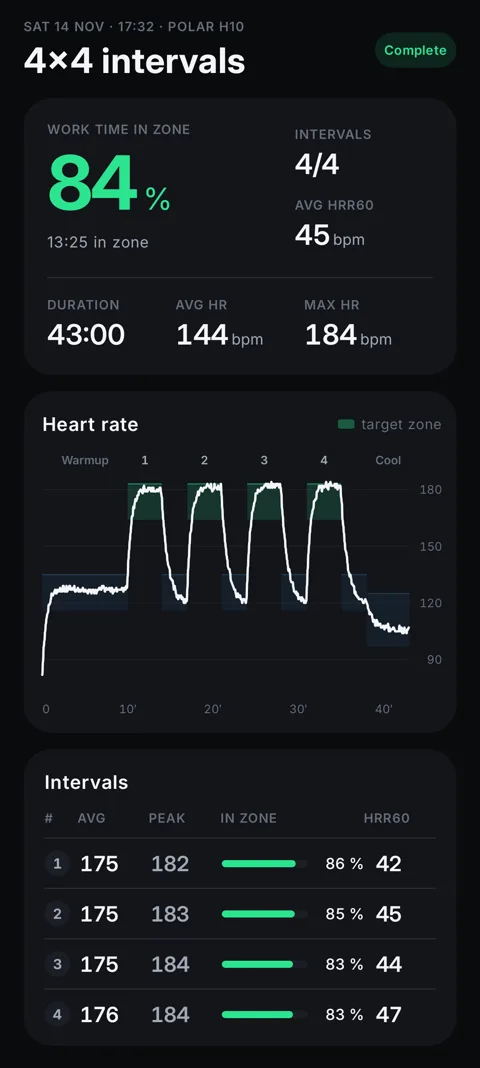 SAT 14 NOV · 17:32 · POLAR H10
4×4 intervals
Complete
WORK TIME IN ZONE
84 %
13:25 in zone
INTERVALS
4/4
AVG HRR60
45 bpm
DURATION AVG HR MAX HR
43:00 144 bpm 184 bpm
Heart rate
target zone
Warmup 1 2 3 4 Cool
180
150
120
90
0 10′ 20′ 30′ 40′
Intervals
# AVG PEAK IN ZONE HRR60
1 175 182 86 % 42
2 175 183 85 % 45
3 175 184 83 % 44
4 176 184 83 % 47